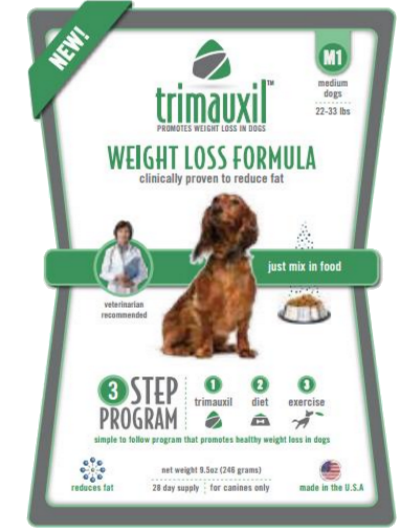 NEW!
M1
medium
dogs
22-33 lbs
trimauxil™
PROMOTES WEIGHT LOSS IN DOGS
WEIGHT LOSS FORMULA
clinically proven to reduce fat
just mix in food
veterinarian
recommended
3 STEP
PROGRAM
1
trimauxil
2
diet
3
exercise
simple to follow program that promotes healthy weight loss in dogs
reduces fat
net weight 9.5oz (246 grams)
28 day supply for canines only
made in the U.S.A